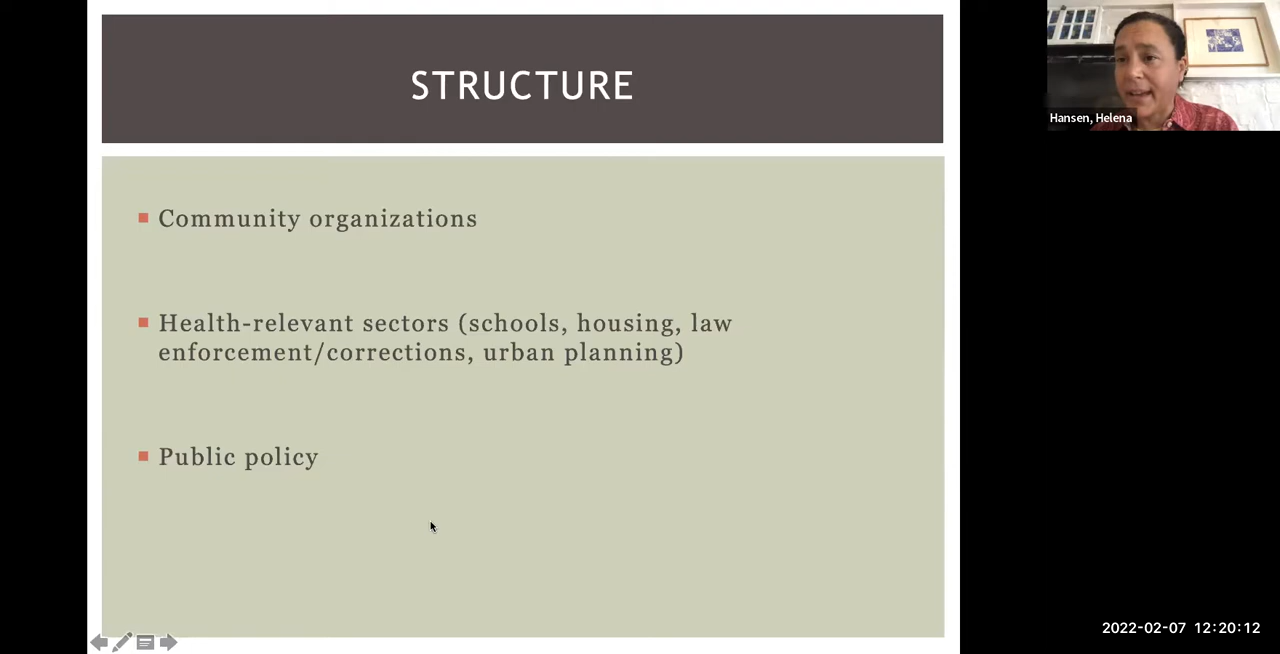 STRUCTURE
Hansen, Helena
Community organizations
Health-relevant sectors (schools, housing, law
enforcement/corrections, urban planning)
Public policy
2022-02-07 12:20:12